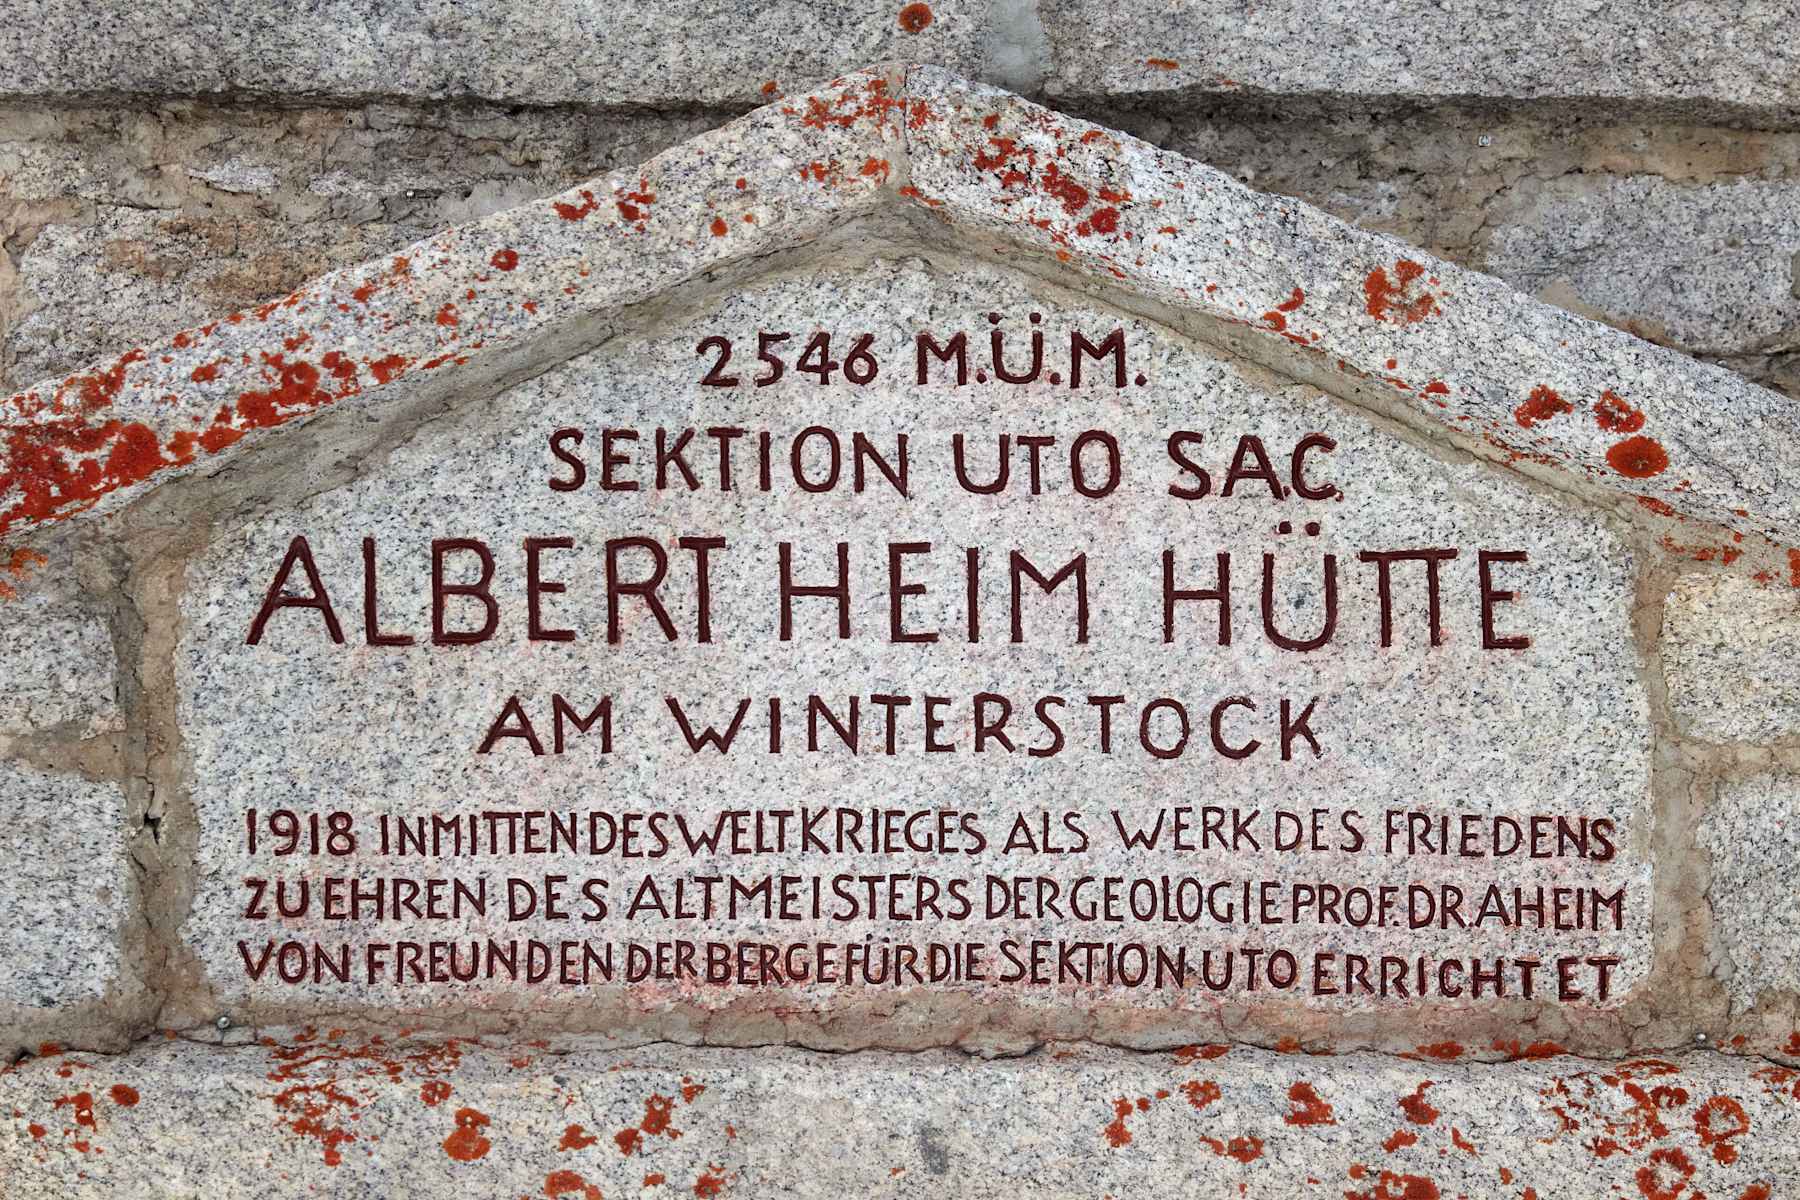 2546 M.Ü.M.
SEKTION UTO S.A.C.
ALBERT HEIM HÜTTE
AM WINTERSTOCK
1918 INMITTEN DES WELTKRIEGES ALS WERK DES FRIEDENS
ZU EHREN DES ALTMEISTERS DER GEOLOGIE PROF. DR. A HEIM
VON FREUNDEN DER BERGE FÜR DIE SEKTION UTO ERRICHTET